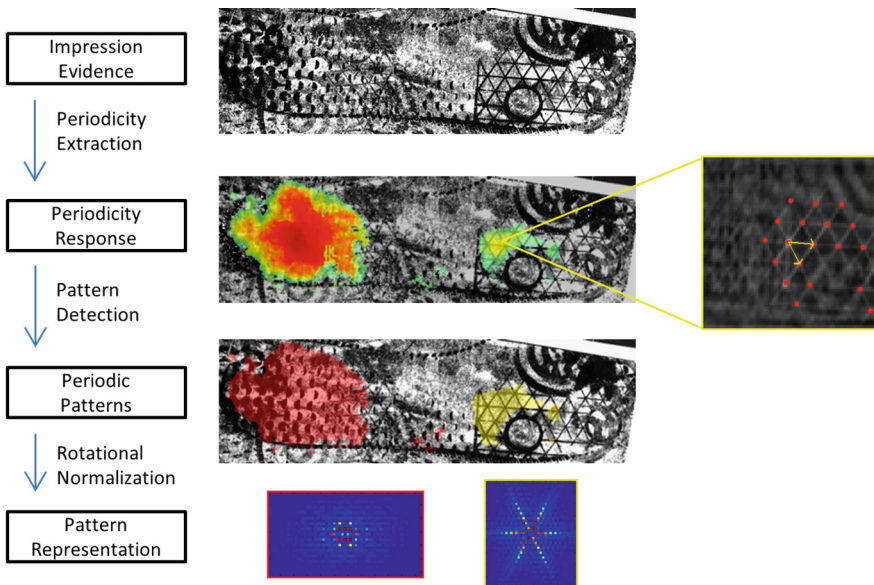 Impression
Evidence
Periodicity
Extraction
Periodicity
Response
Pattern
Detection
Periodic
Patterns
Rotational
Normalization
Pattern
Representation